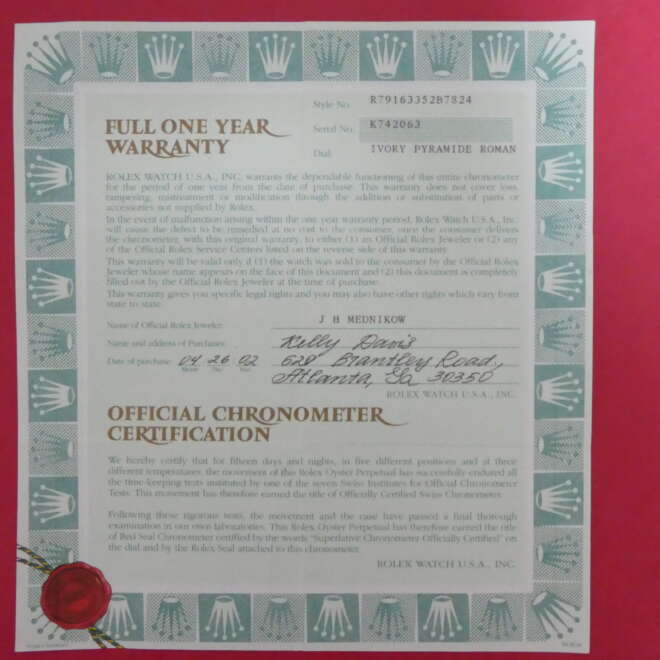 Style No. R79163352B7824
FULL ONE YEAR
WARRANTY
Serial No. K742063
Dial: IVORY PYRAMIDE ROMAN
ROLEX WATCH U.S.A., INC. warrants the dependable functioning of this entire chronometer
for the period of one year from the date of purchase. This warranty does not cover loss,
tampering, mistreatment or modification through the addition or substitution of parts or
accessories not supplied by Rolex.
In the event of malfunction arising within the one year warranty period, Rolex Watch U.S.A., Inc.
will cause the defect to be remedied at no cost to the consumer, once the consumer delivers
the chronometer, with this original warranty, to either (1) an Official Rolex Jeweler or (2) any
of the Official Rolex Service Centers listed on the reverse side of this warranty.
This warranty will be valid only if (1) the watch was sold to the consumer by the Official Rolex
Jeweler whose name appears on the face of this document and (2) this document is completely
filled out by the Official Rolex Jeweler at the time of purchase.
This warranty gives you specific legal rights and you may also have other rights which vary from
state to state.
Name of Official Rolex Jeweler: J H MEDNIKOW
Name and address of Purchaser: Kelly Davis
Date of purchase 04 26 02 628 Brantley Road,
Atlanta, Ga 30350
ROLEX WATCH U.S.A., INC.
OFFICIAL CHRONOMETER
CERTIFICATION
We hereby certify that for fifteen days and nights, in five different positions and at three
different temperatures, the movement of this Rolex Oyster Perpetual has successfully endured all
the time-keeping tests instituted by one of the seven Swiss Institutes for Official Chronometer
Tests. This movement has therefore earned the title of Officially Certified Swiss Chronometer.
Following these rigorous tests, the movement and the case have passed a final thorough
examination in our own laboratories. This Rolex Oyster Perpetual has therefore earned the title
of Red Seal Chronometer certified by the words "Superlative Chronometer Officially Certified" on
the dial and by the Rolex Seal attached to this chronometer.
ROLEX WATCH U.S.A., INC.